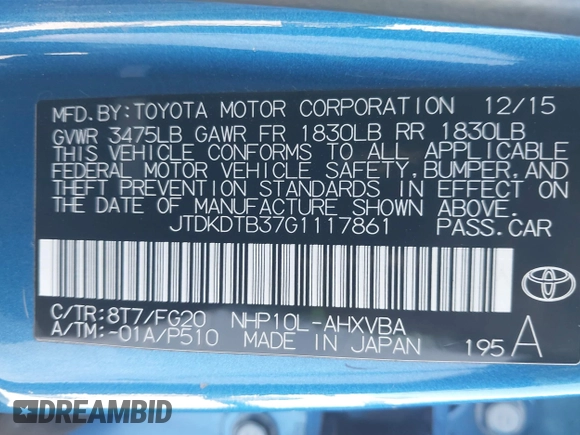 MFD.BY:TOYOTA MOTOR CORPORATION 12/15
GVWR 3475LB GAWR FR 1830LB RR 1830LB
THIS VEHICLE CONFORMS TO ALL APPLICABLE
FEDERAL MOTOR VEHICLE SAFETY,BUMPER,AND
THEFT PREVENTION STANDARDS IN EFFECT ON
THE DATE OF MANUFACTURE SHOWN ABOVE.
JTDKDTB37G1117861 PASS.CAR
C/TR:8T7/FG20 NHP10L-AHXVBA
A/TM:-01A/P510 MADE IN JAPAN 195 A
TOYOTA
DREAMBID